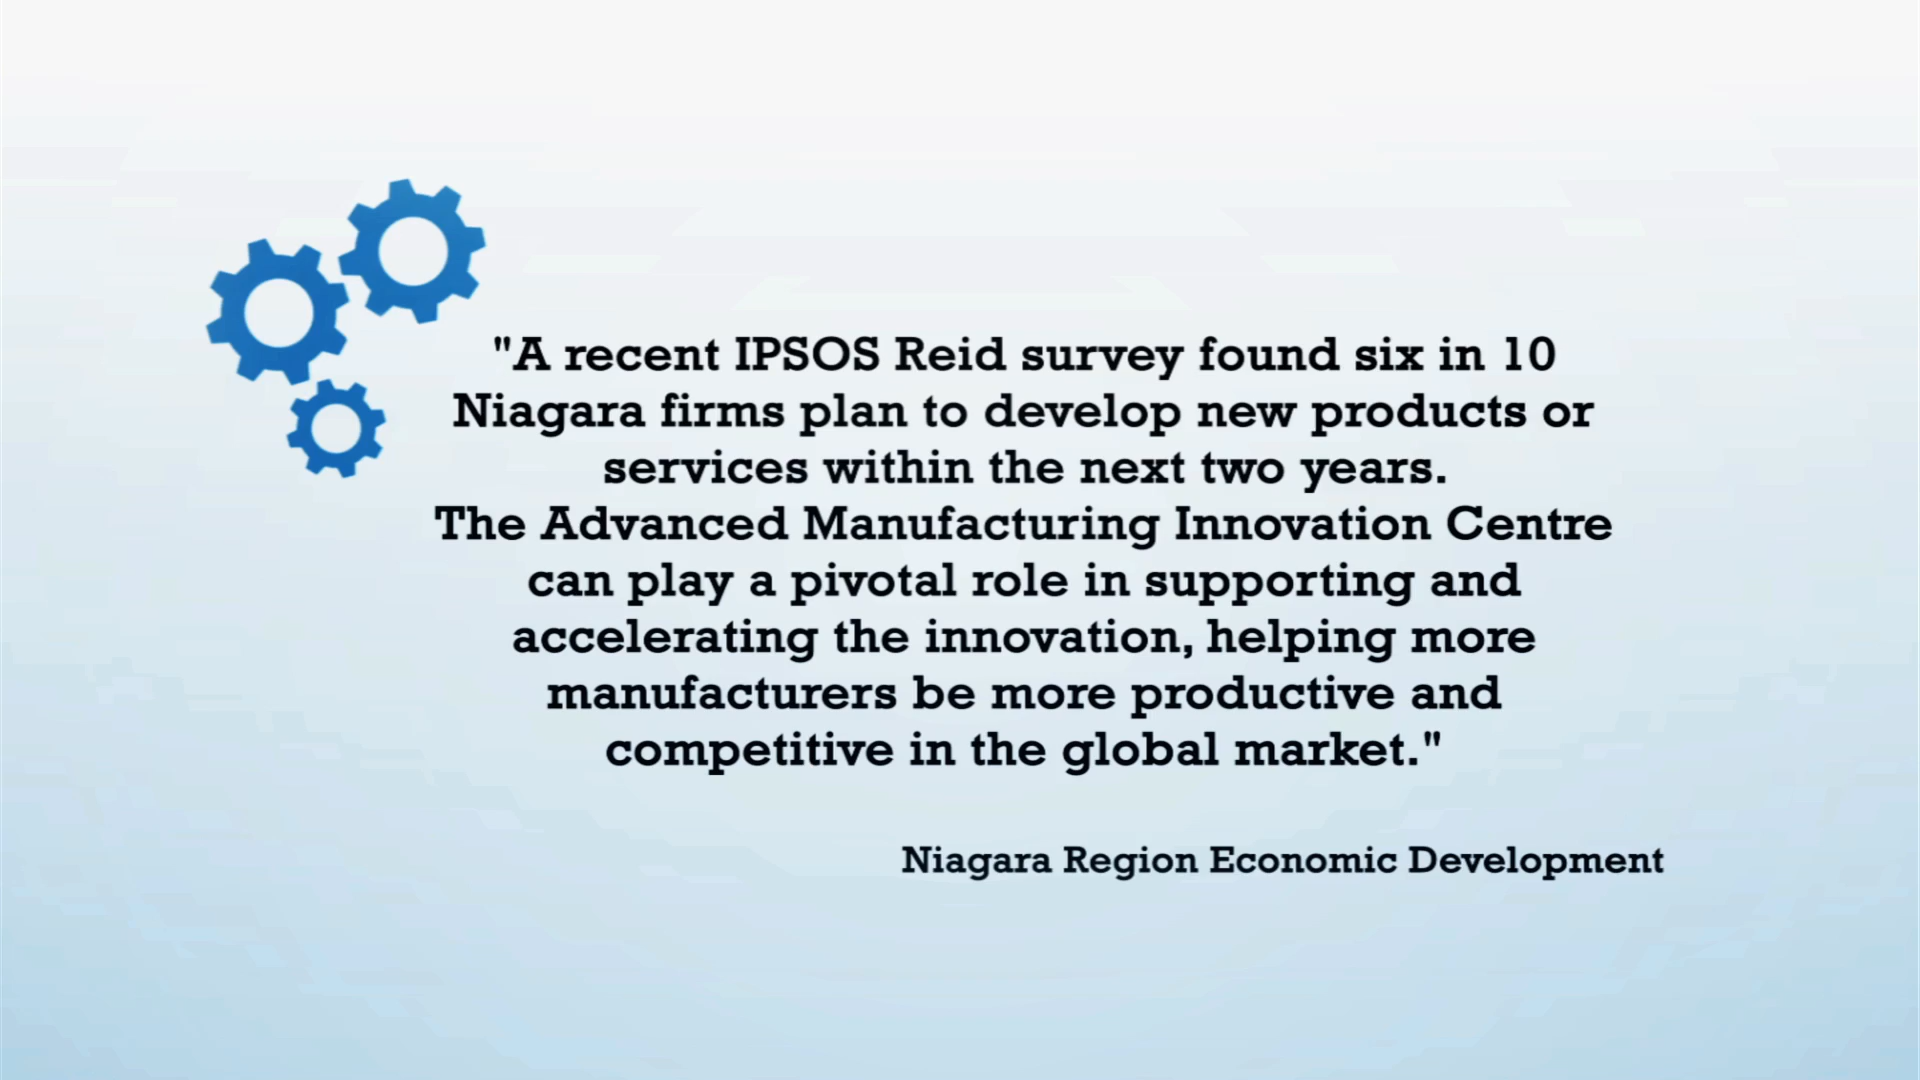 "A recent IPSOS Reid survey found six in 10
Niagara firms plan to develop new products or
services within the next two years.
The Advanced Manufacturing Innovation Centre
can play a pivotal role in supporting and
accelerating the innovation, helping more
manufacturers be more productive and
competitive in the global market."
Niagara Region Economic Development